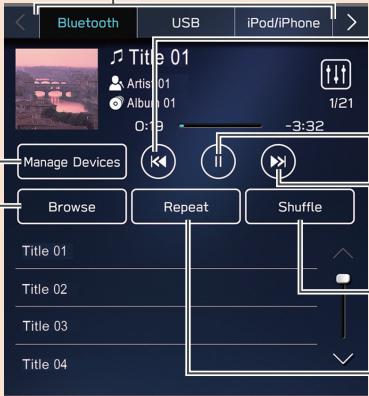 Bluetooth USB iPod/iPhone
Title 01
Artist 01
Album 01
1/21
0:19 -3:32
Manage Devices
Browse Repeat Shuffle
Title 01
Title 02
Title 03
Title 04